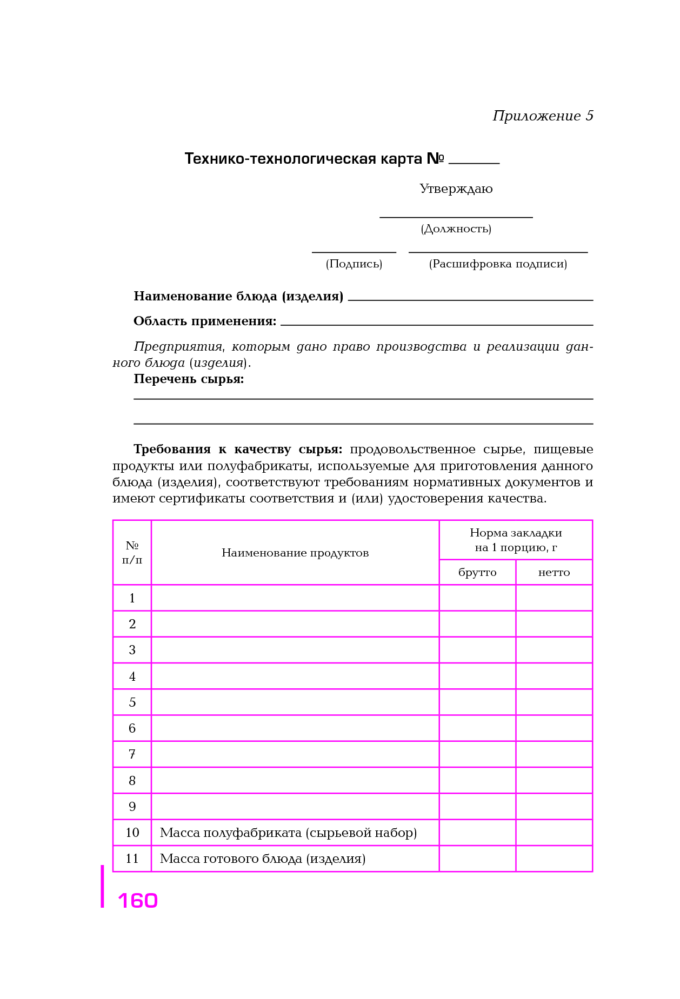 Приложение 5
Технико-технологическая карта № ______
Утверждаю
(Должность)
(Подпись) (Расшифровка подписи)
Наименование блюда (изделия)
Область применения:
Предприятия, которым дано право производства и реализации дан-
ного блюда (изделия).
Перечень сырья:
Требования к качеству сырья: продовольственное сырье, пищевые
продукты или полуфабрикаты, используемые для приготовления данного
блюда (изделия), соответствуют требованиям нормативных документов и
имеют сертификаты соответствия и (или) удостоверения качества.
№
п/п
Наименование продуктов
Норма закладки
на 1 порцию, г
брутто нетто
1
2
3
4
5
6
7
8
9
10 Масса полуфабриката (сырьевой набор)
11 Масса готового блюда (изделия)
160